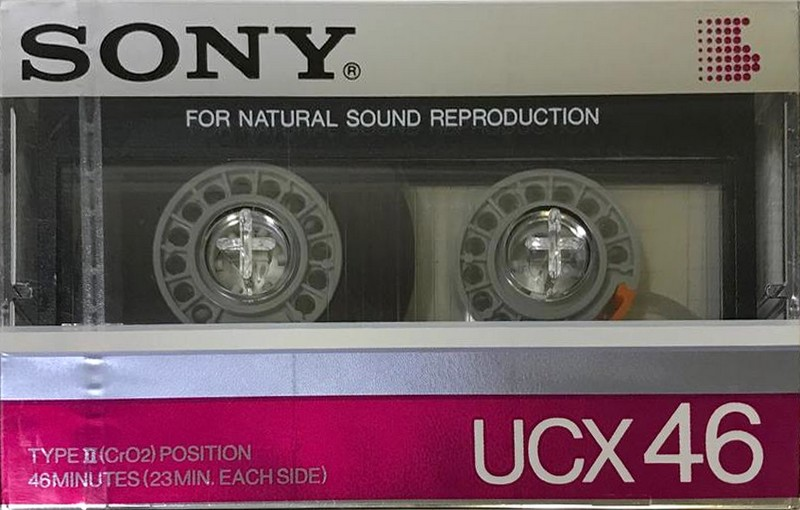 SONY®
FOR NATURAL SOUND REPRODUCTION
TYPE II (CrO2) POSITION
46MINUTES (23MIN. EACH SIDE)
UCX 46